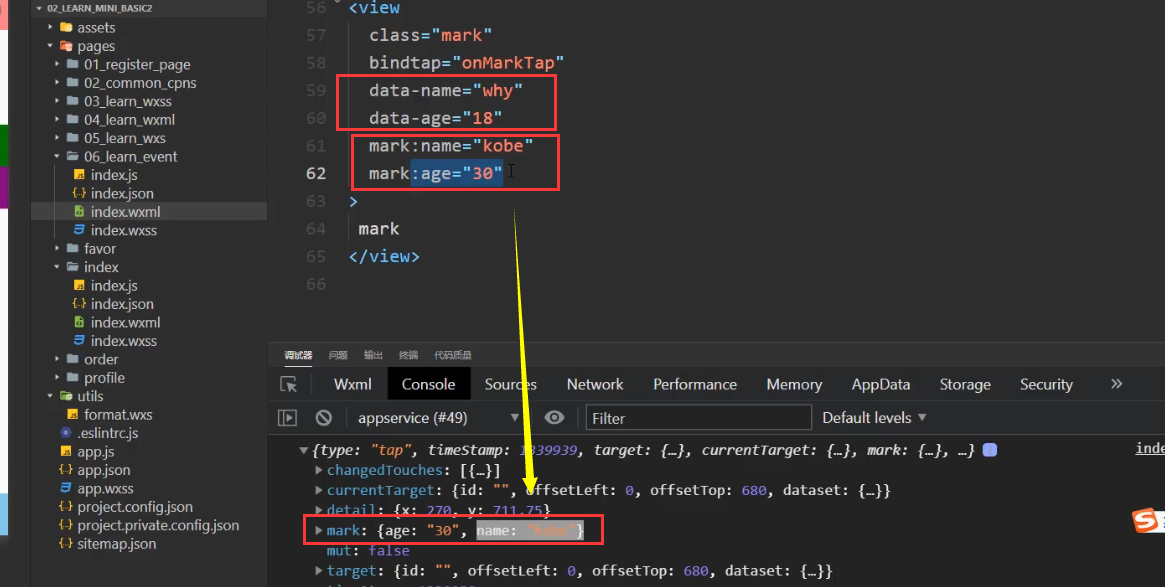 02_LEARN_MINI_BASIC2
assets
pages
01_register_page
02_common_cpns
03_learn_wxss
04_learn_wxml
05_learn_wxs
06_learn_event
index.js
index.json
index.wxml
index.wxss
favor
index
index.js
index.json
index.wxml
index.wxss
order
profile
utils
format.wxs
.eslintrc.js
app.js
app.json
app.wxss
project.config.json
project.private.config.json
sitemap.json
56 <view
57 class="mark"
58 bindtap="onMarkTap"
59 data-name="why"
60 data-age="18"
61 mark:name="kobe"
62 mark:age="30"
63 >
64 mark
65 </view>
66
调试器 问题 输出 终端 代码质量
Wxml Console Sources Network Performance Memory AppData Storage Security »
appservice (#49) Filter Default levels
{type: "tap", timeStamp: 1339939, target: {…}, currentTarget: {…}, mark: {…}, …}
changedTouches: [{…}]
currentTarget: {id: "", offsetLeft: 0, offsetTop: 680, dataset: {…}}
detail: {x: 270, y: 711.75}
mark: {age: "30", name: "kobe"}
mut: false
target: {id: "", offsetLeft: 0, offsetTop: 680, dataset: {…}}